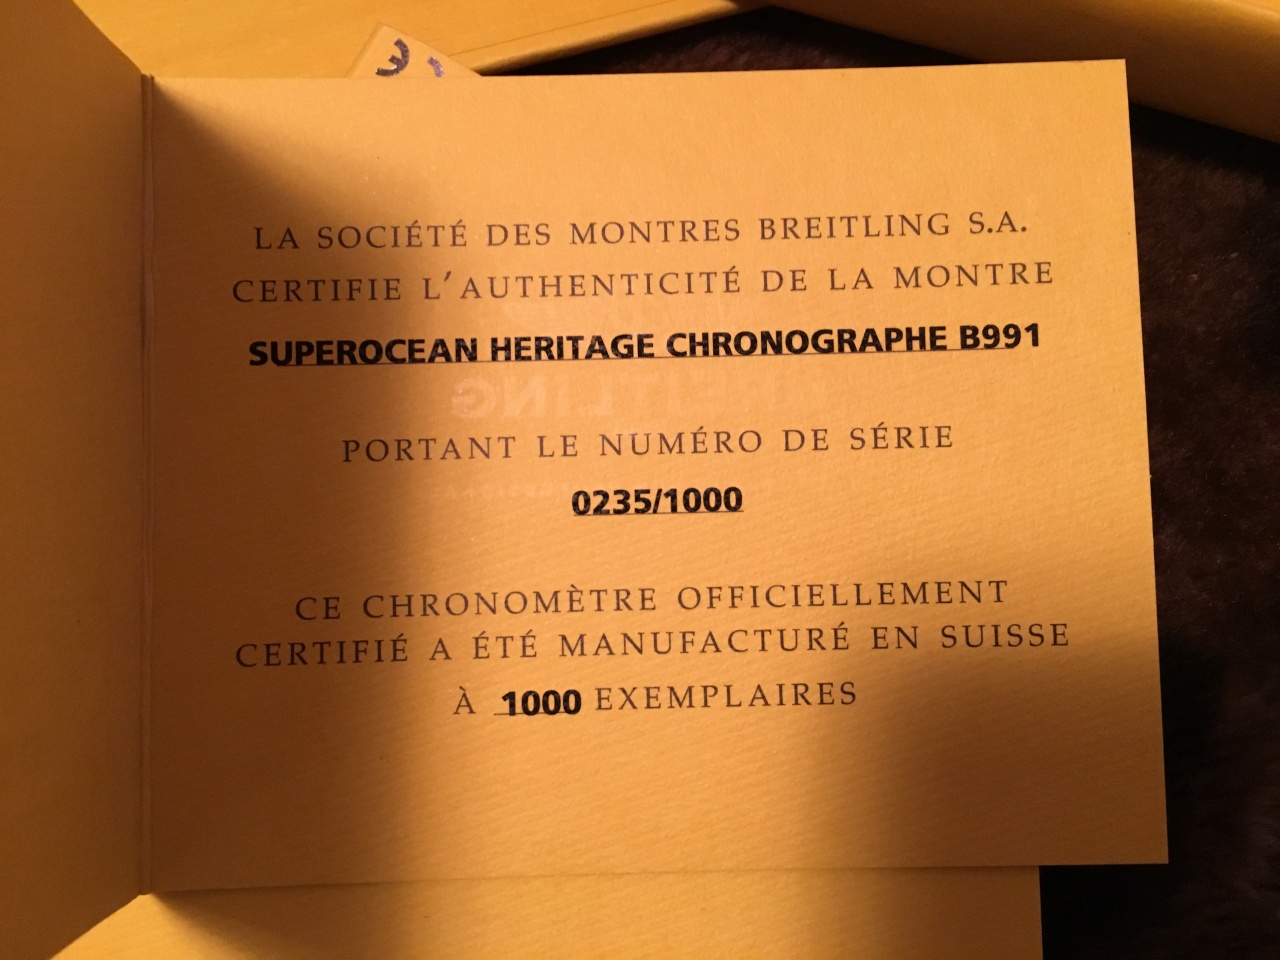 LA SOCIÉTÉ DES MONTRES BREITLING S.A.
CERTIFIE L'AUTHENTICITÉ DE LA MONTRE
SUPEROCEAN HERITAGE CHRONOGRAPHE B991
PORTANT LE NUMÉRO DE SÉRIE
0235/1000
CE CHRONOMÈTRE OFFICIELLEMENT
CERTIFIÉ A ÉTÉ MANUFACTURÉ EN SUISSE
À 1000 EXEMPLAIRES